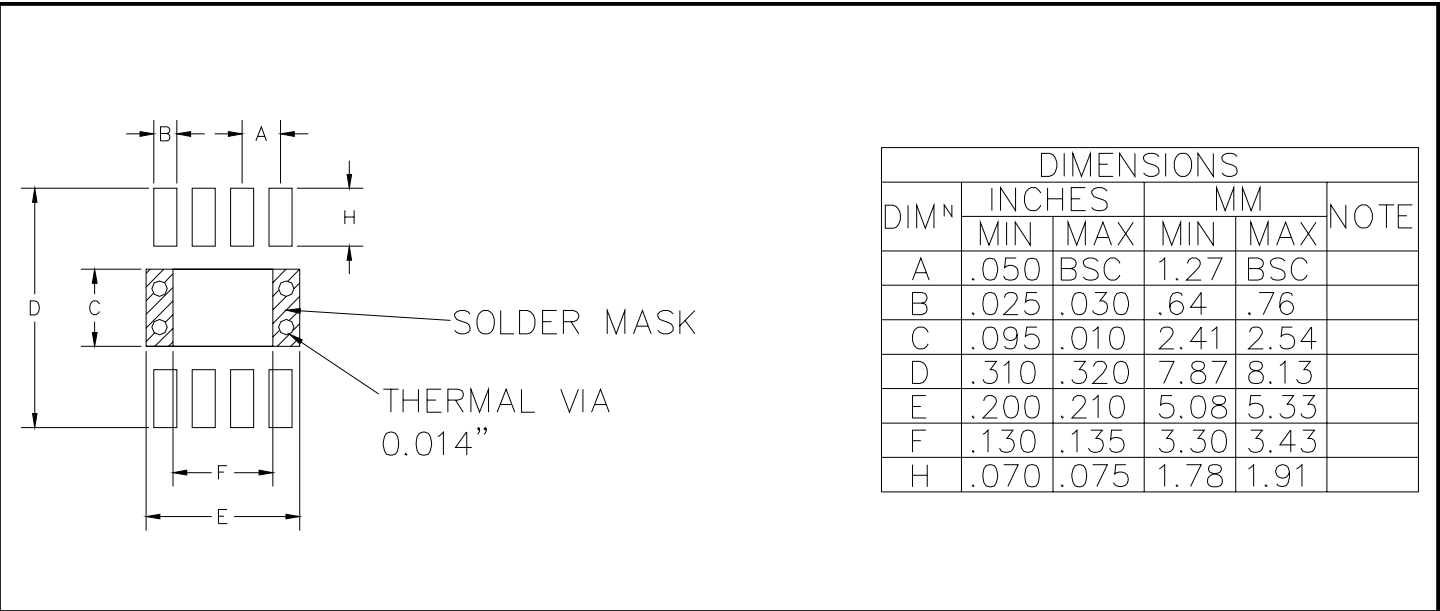 B
A
H
D
C
SOLDER MASK
THERMAL VIA
0.014”
F
E
DIMENSIONS
DIMᴺ INCHES MM NOTE
MIN MAX MIN MAX
A .050 BSC 1.27 BSC
B .025 .030 .64 .76
C .095 .010 2.41 2.54
D .310 .320 7.87 8.13
E .200 .210 5.08 5.33
F .130 .135 3.30 3.43
H .070 .075 1.78 1.91